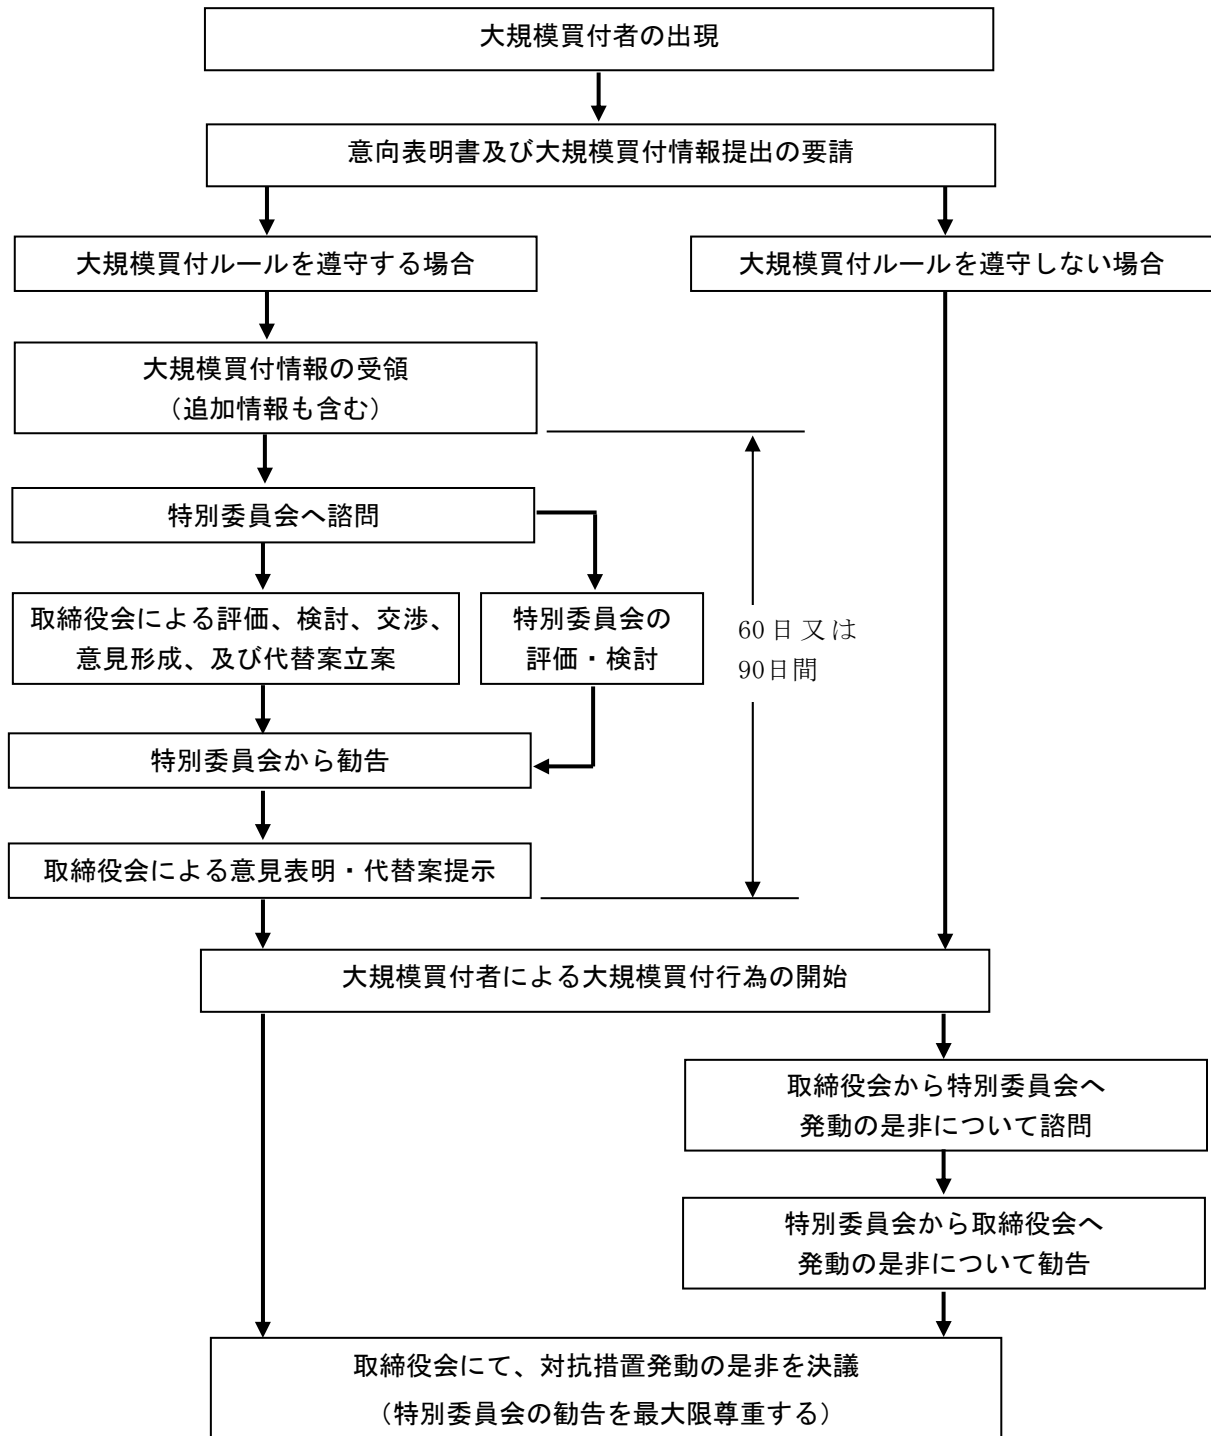 大規模買付者の出現
意向表明書及び大規模買付情報提出の要請
大規模買付ルールを遵守する場合
大規模買付ルールを遵守しない場合
大規模買付情報の受領
（追加情報も含む）
特別委員会へ諮問
取締役会による評価、検討、交渉、
意見形成、及び代替案立案
特別委員会の
評価・検討
60日又は
90日間
特別委員会から勧告
取締役会による意見表明・代替案提示
大規模買付者による大規模買付行為の開始
取締役会から特別委員会へ
発動の是非について諮問
特別委員会から取締役会へ
発動の是非について勧告
取締役会にて、対抗措置発動の是非を決議
（特別委員会の勧告を最大限尊重する）